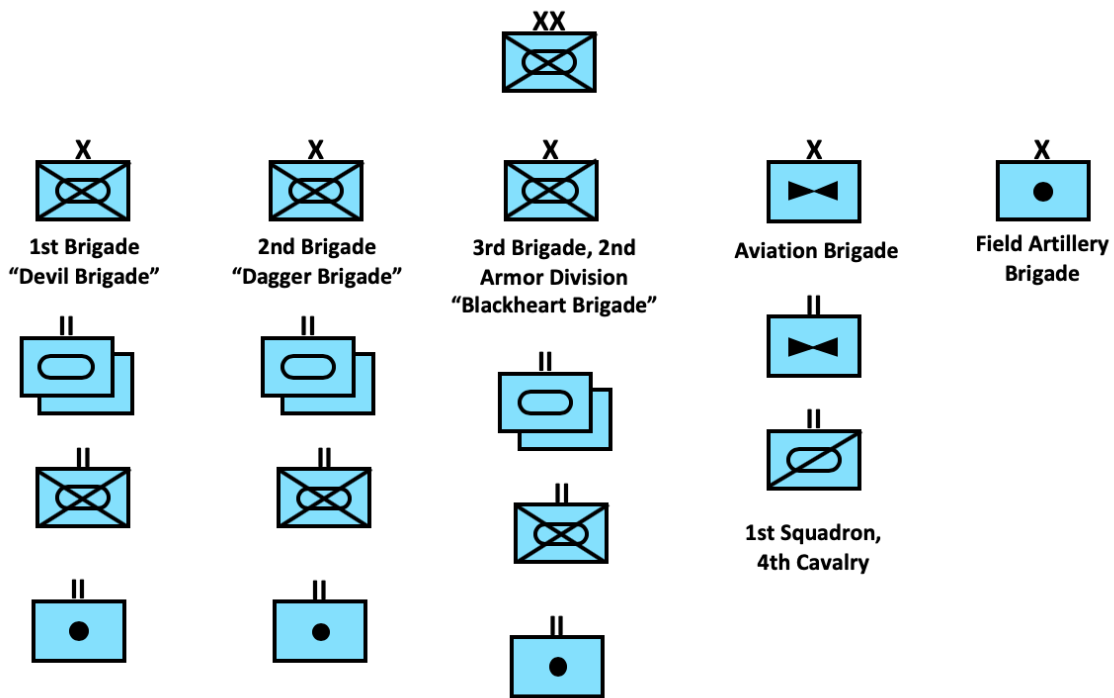 XX
X
X
X
X
X
1st Brigade
“Devil Brigade”
2nd Brigade
“Dagger Brigade”
3rd Brigade, 2nd
Armor Division
“Blackheart Brigade”
Aviation Brigade
Field Artillery
Brigade
II
II
II
II
II
II
II
II
1st Squadron,
4th Cavalry
II
II
II